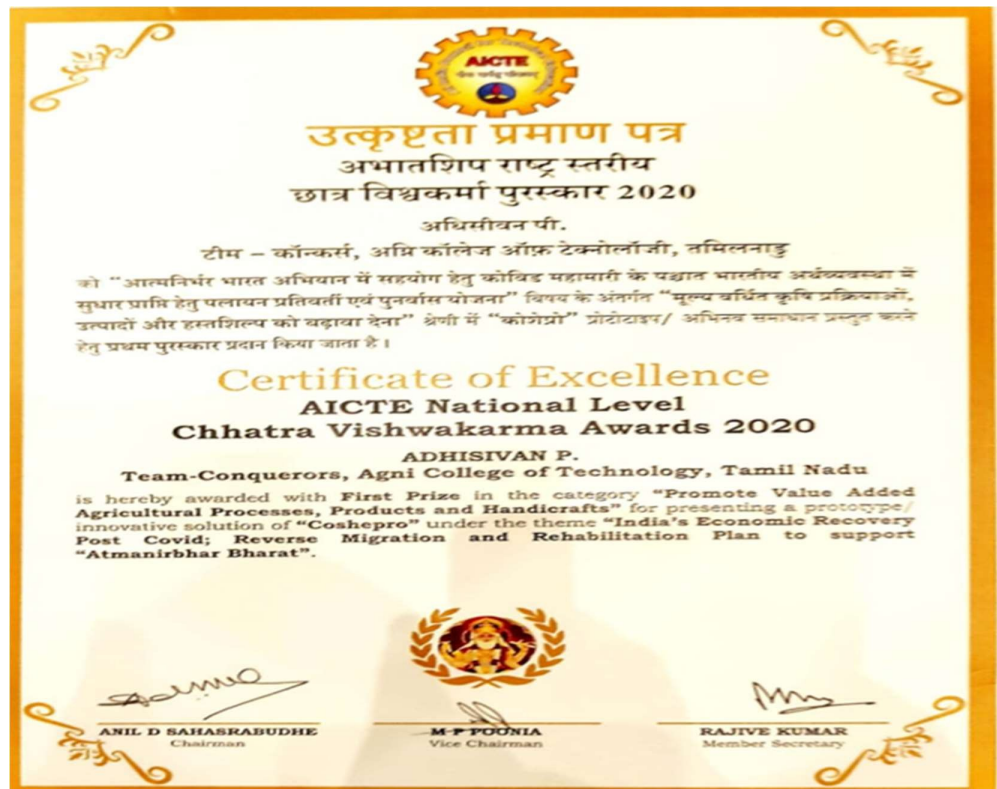 AICTE
उत्कृष्टता प्रमाण पत्र
अभातशिप राष्ट्र स्तरीय
छात्र विश्वकर्मा पुरस्कार 2020
अधिसीवन पी.
टीम – कॉन्कर्स, अग्नि कॉलेज ऑफ़ टेक्नोलॉजी, तमिलनाडु
को “आत्मनिर्भर भारत अभियान में सहयोग हेतु कोविड महामारी के पश्चात भारतीय अर्थव्यवस्था में
सुधार प्राप्ति हेतु पलायन प्रतिवर्ती एवं पुनर्वास योजना” विषय के अंतर्गत “मूल्य वर्धित कृषि प्रक्रियाओं,
उत्पादों और हस्तशिल्प को बढ़ावा देना” श्रेणी में “कोशेप्रो” प्रोटोटाइप/ अभिनव समाधान प्रस्तुत करने
हेतु प्रथम पुरस्कार प्रदान किया जाता है।
Certificate of Excellence
AICTE National Level
Chhatra Vishwakarma Awards 2020
ADHISIVAN P.
Team-Conquerors, Agni College of Technology, Tamil Nadu
is hereby awarded with First Prize in the category “Promote Value Added
Agricultural Processes, Products and Handicrafts” for presenting a prototype/
innovative solution of “Coshepro” under the theme “India's Economic Recovery
Post Covid; Reverse Migration and Rehabilitation Plan to support
“Atmanirbhar Bharat”.
ANIL D SAHASRABUDHE
Chairman
M P POONIA
Vice Chairman
RAJIVE KUMAR
Member Secretary